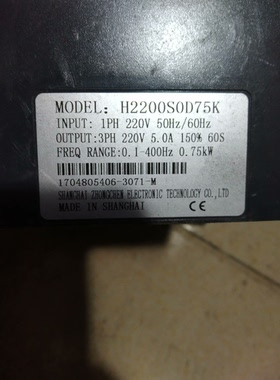 MODEL: H2200S0D75K
INPUT: 1PH 220V 50Hz/60Hz
OUTPUT:3PH 220V 5.0A 150% 60S
FREQ RANGE:0.1-400Hz 0.75kW
1704805406-3071-M
SHANGHAI ZHONGCHEN ELECTRONIC TECHNOLOGY CO.,LTD
MADE IN SHANGHAI CE